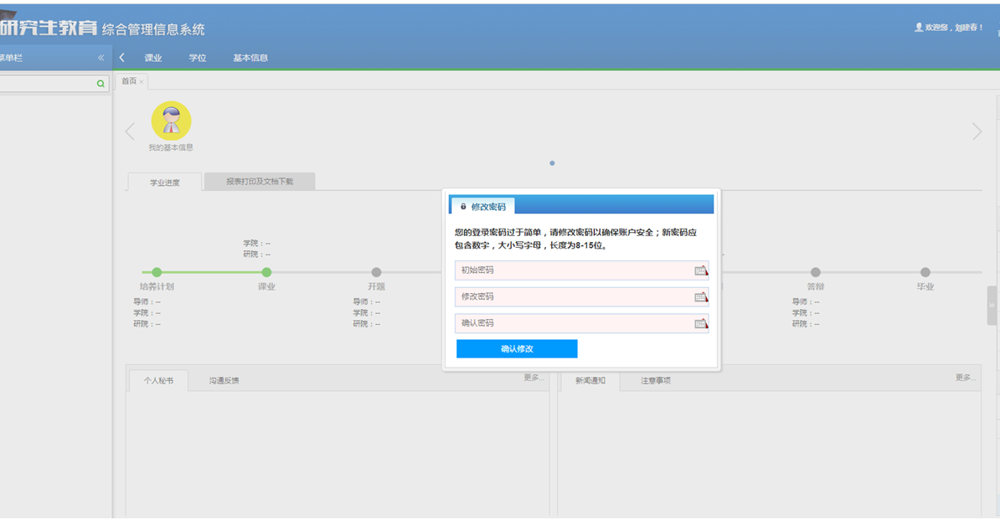 研究生教育 综合管理信息系统
欢迎您，刘建春！
菜单栏 «
课业 学位 基本信息
首页 ×
我的基本信息
学业进度 报表打印及文档下载
修改密码
您的登录密码过于简单，请修改密码以确保账户安全；新密码应
包含数字，大小写字母，长度为8-15位。
初始密码
修改密码
确认密码
确认修改
学院：--
研院：--
培养计划 课业 开题 答辩 毕业
导师：-- 导师：-- 导师：--
学院：-- 学院：-- 学院：--
研院：-- 研院：-- 研院：--
个人秘书 沟通反馈 更多... 新闻通知 注意事项 更多...